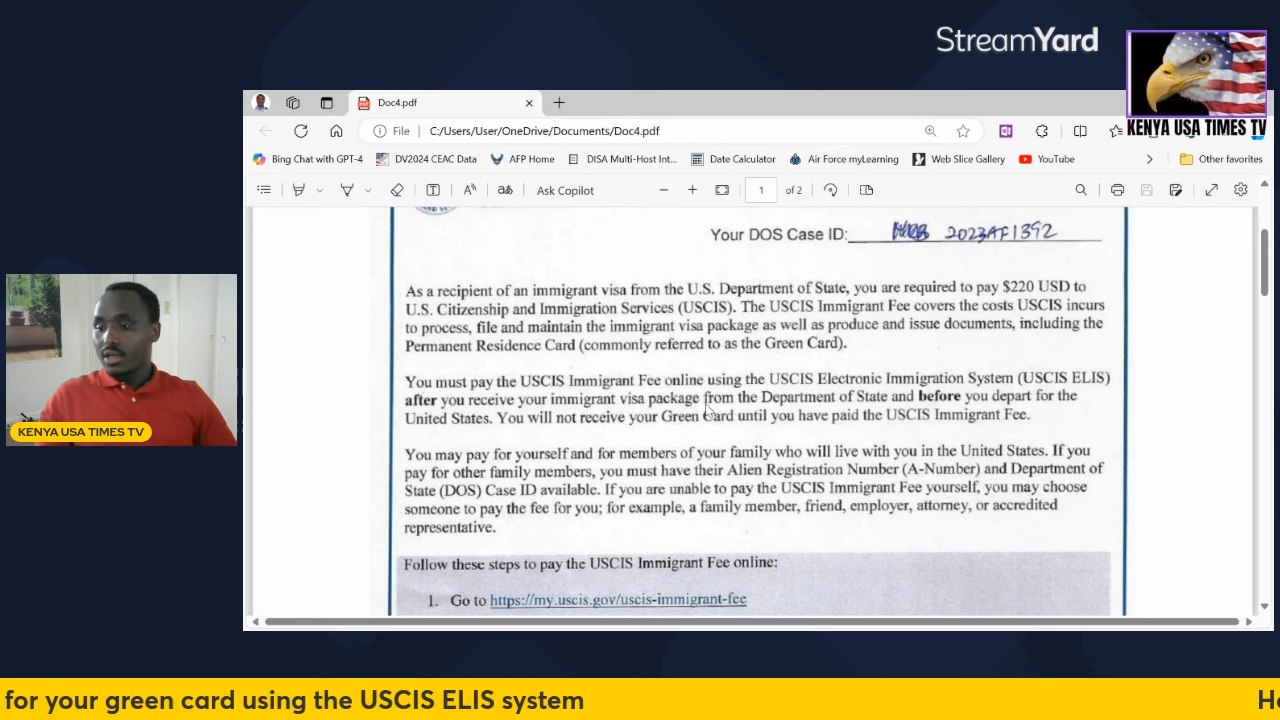 StreamYard
KENYA USA TIMES TV
Doc4.pdf
File | C:/Users/User/OneDrive/Documents/Doc4.pdf
Bing Chat with GPT-4 DV2024 CEAC Data AFP Home DISA Multi-Host Int... Date Calculator Air Force myLearning Web Slice Gallery YouTube Other favorites
Ask Copilot 1 of 2
Your DOS Case ID: 2023AF1392
As a recipient of an immigrant visa from the U.S. Department of State, you are required to pay $220 USD to
U.S. Citizenship and Immigration Services (USCIS). The USCIS Immigrant Fee covers the costs USCIS incurs
to process, file and maintain the immigrant visa package as well as produce and issue documents, including the
Permanent Residence Card (commonly referred to as the Green Card).
You must pay the USCIS Immigrant Fee online using the USCIS Electronic Immigration System (USCIS ELIS)
after you receive your immigrant visa package from the Department of State and before you depart for the
United States. You will not receive your Green Card until you have paid the USCIS Immigrant Fee.
You may pay for yourself and for members of your family who will live with you in the United States. If you
pay for other family members, you must have their Alien Registration Number (A-Number) and Department of
State (DOS) Case ID available. If you are unable to pay the USCIS Immigrant Fee yourself, you may choose
someone to pay the fee for you; for example, a family member, friend, employer, attorney, or accredited
representative.
Follow these steps to pay the USCIS Immigrant Fee online:
1. Go to https://my.uscis.gov/uscis-immigrant-fee
KENYA USA TIMES TV
for your green card using the USCIS ELIS system